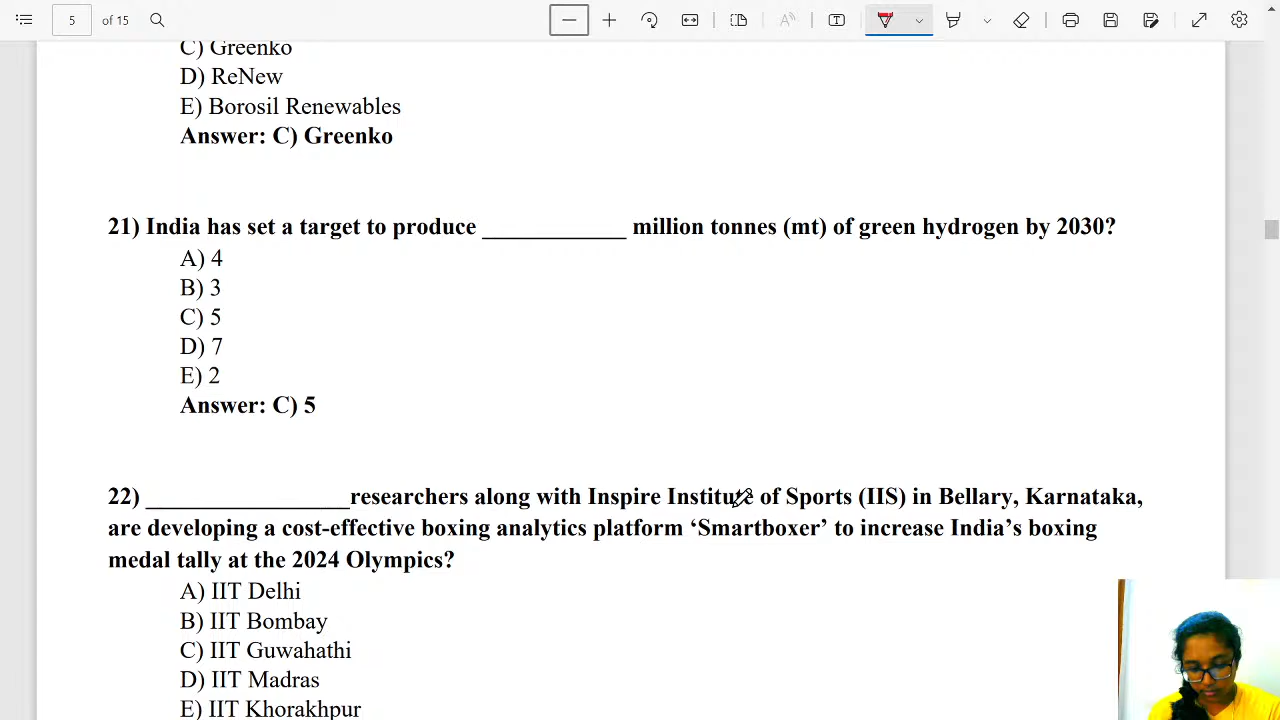 5 of 15
C) Greenko
D) ReNew
E) Borosil Renewables
Answer: C) Greenko
21) India has set a target to produce ____________ million tonnes (mt) of green hydrogen by 2030?
A) 4
B) 3
C) 5
D) 7
E) 2
Answer: C) 5
22) _________________researchers along with Inspire Institute of Sports (IIS) in Bellary, Karnataka,
are developing a cost-effective boxing analytics platform ‘Smartboxer’ to increase India’s boxing
medal tally at the 2024 Olympics?
A) IIT Delhi
B) IIT Bombay
C) IIT Guwahathi
D) IIT Madras
E) IIT Khorakhpur